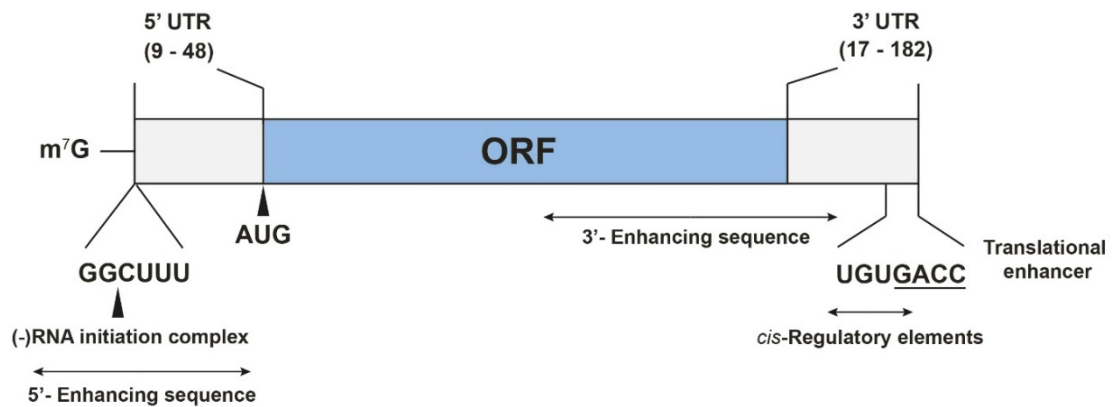 5’ UTR
(9 - 48)
3’ UTR
(17 - 182)
m⁷G
ORF
AUG
3’- Enhancing sequence
GGCUUU
UGUGACC
Translational
enhancer
(-)RNA initiation complex
cis-Regulatory elements
5’- Enhancing sequence